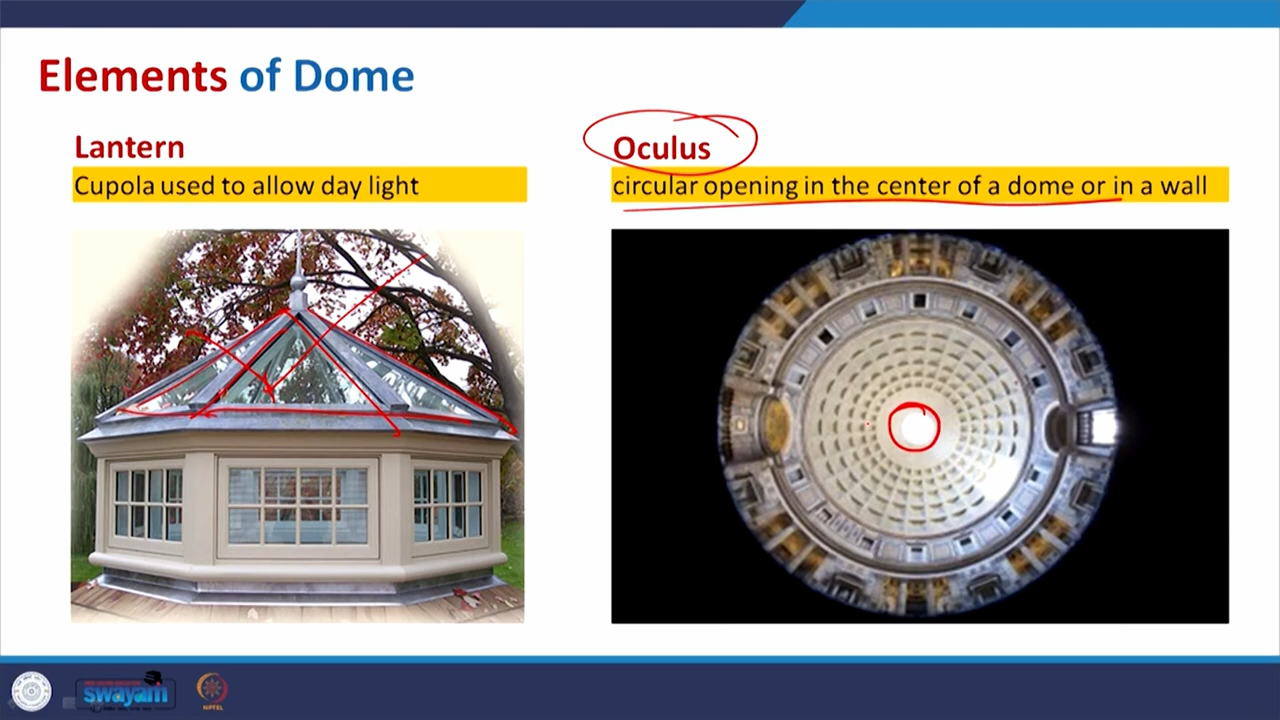 Elements of Dome
Lantern
Cupola used to allow day light
Oculus
circular opening in the center of a dome or in a wall
swayam
NPTEL